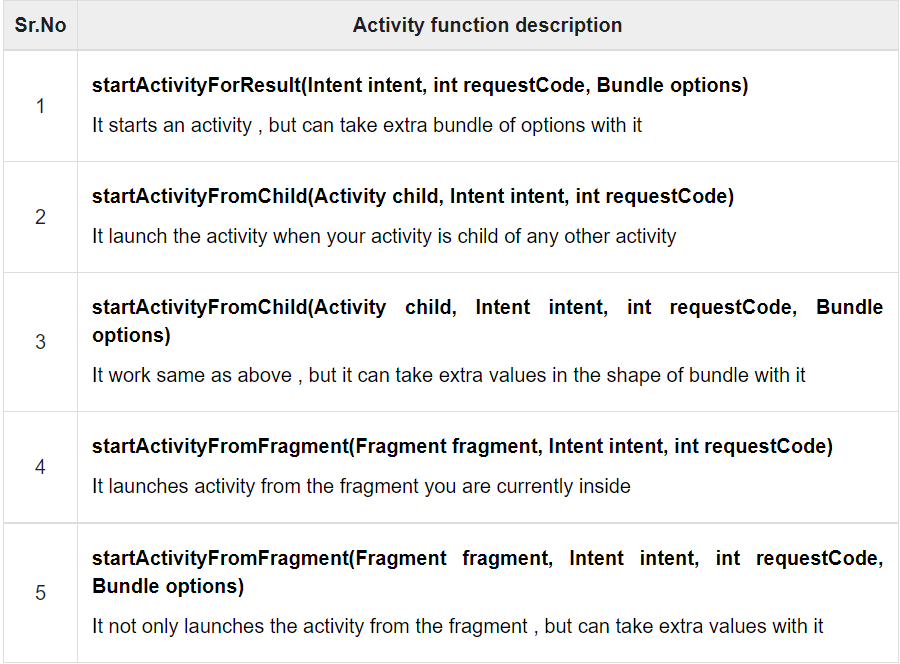 Sr.No Activity function description
1
startActivityForResult(Intent intent, int requestCode, Bundle options)
It starts an activity , but can take extra bundle of options with it
2
startActivityFromChild(Activity child, Intent intent, int requestCode)
It launch the activity when your activity is child of any other activity
3
startActivityFromChild(Activity child, Intent intent, int requestCode, Bundle
options)
It work same as above , but it can take extra values in the shape of bundle with it
4
startActivityFromFragment(Fragment fragment, Intent intent, int requestCode)
It launches activity from the fragment you are currently inside
5
startActivityFromFragment(Fragment fragment, Intent intent, int requestCode,
Bundle options)
It not only launches the activity from the fragment , but can take extra values with it